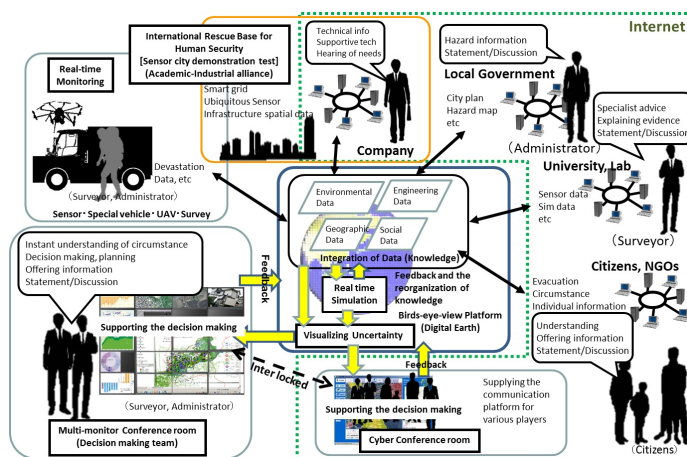 Internet
International Rescue Base for
Human Security
[Sensor city demonstration test]
(Academic-Industrial alliance)
Smart grid
Ubiquitous Sensor
Infrastructure spatial data
Technical info
Supportive tech
Hearing of needs
Company
Real-time
Monitoring
Devastation
Data, etc
(Surveyor, Administrator)
Sensor・Special vehicle・UAV・Survey
Hazard information
Statement/Discussion
Local Government
City plan
Hazard map
etc
(Administrator)
Specialist advice
Explaining evidence
Statement/Discussion
University, Lab
Sensor data
Sim data
etc
(Surveyor)
Citizens, NGOs
Evacuation
Circumstance
Individual information
Understanding
Offering information
Statement/Discussion
(Citizens)
Environmental
Data
Engineering
Data
Geographic
Data
Social
Data
Integration of Data (Knowledge)
Real time
Simulation
Feedback and the
reorganization of
knowledge
Birds-eye-view Platform
(Digital Earth)
Visualizing Uncertainty
Feedback
Feedback
Instant understanding of circumstance
Decision making, planning
Offering information
Statement/Discussion
Supporting the decision making
(Surveyor, Administrator)
Multi-monitor Conference room
(Decision making team)
Inter locked
Supporting the decision making
Cyber Conference room
Supplying the
communication
platform for
various players